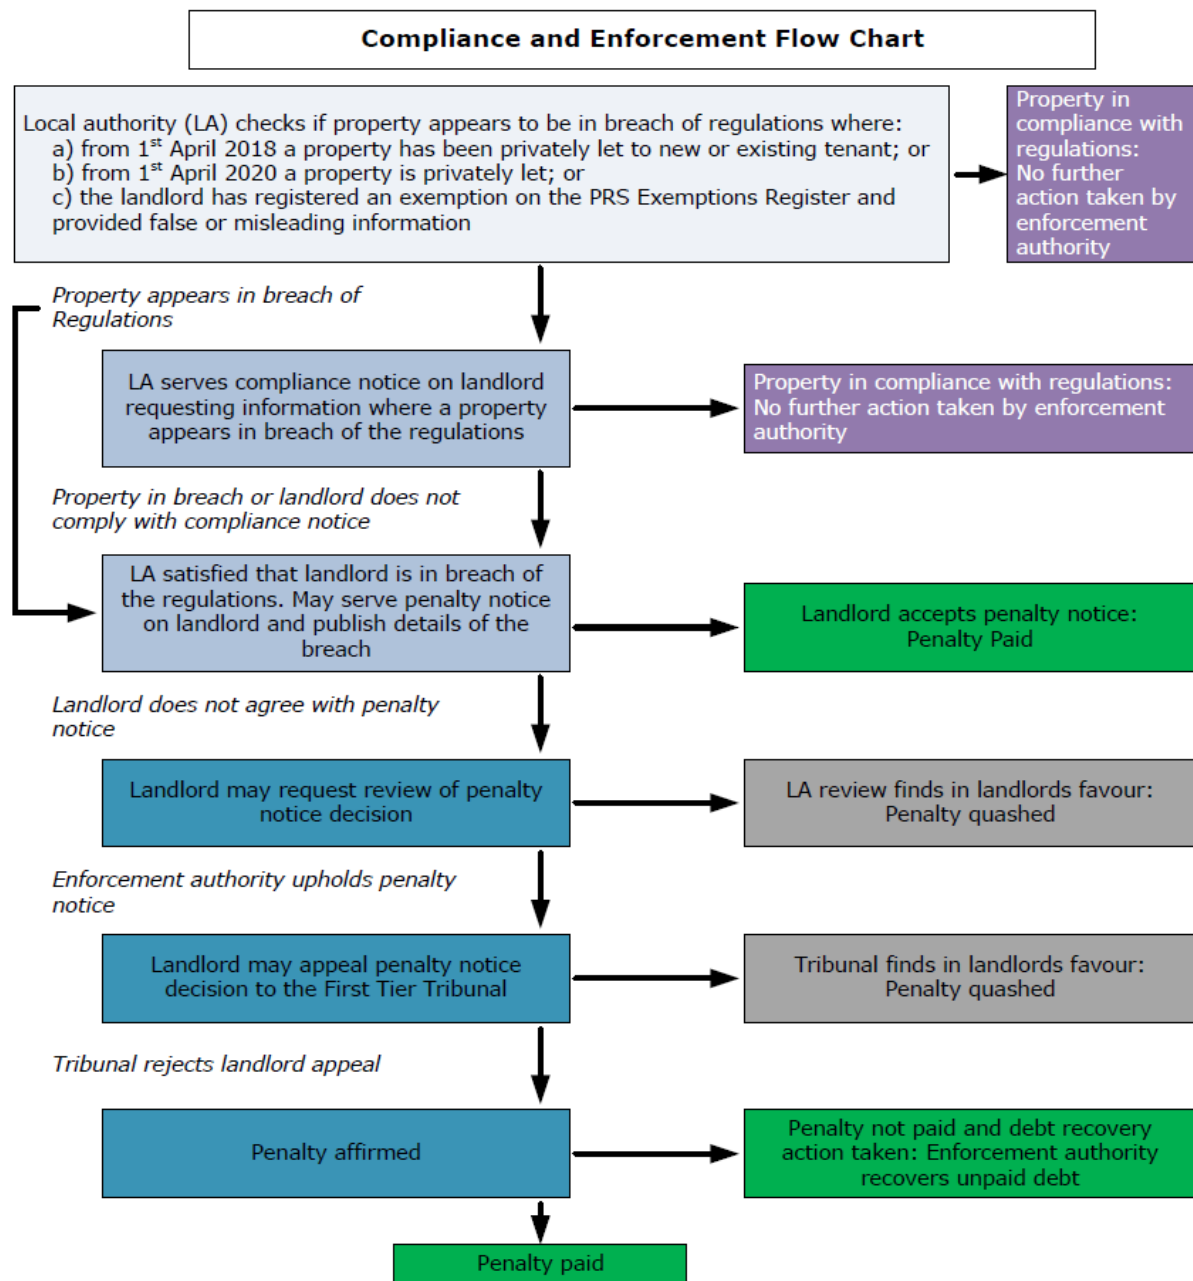 Compliance and Enforcement Flow Chart
Local authority (LA) checks if property appears to be in breach of regulations where:
a) from 1st April 2018 a property has been privately let to new or existing tenant; or
b) from 1st April 2020 a property is privately let; or
c) the landlord has registered an exemption on the PRS Exemptions Register and
provided false or misleading information
Property in
compliance with
regulations:
No further
action taken by
enforcement
authority
Property appears in breach of
Regulations
LA serves compliance notice on landlord
requesting information where a property
appears in breach of the regulations
Property in compliance with regulations:
No further action taken by enforcement
authority
Property in breach or landlord does not
comply with compliance notice
LA satisfied that landlord is in breach of
the regulations. May serve penalty notice
on landlord and publish details of the
breach
Landlord accepts penalty notice:
Penalty Paid
Landlord does not agree with penalty
notice
Landlord may request review of penalty
notice decision
LA review finds in landlords favour:
Penalty quashed
Enforcement authority upholds penalty
notice
Landlord may appeal penalty notice
decision to the First Tier Tribunal
Tribunal finds in landlords favour:
Penalty quashed
Tribunal rejects landlord appeal
Penalty affirmed
Penalty not paid and debt recovery
action taken: Enforcement authority
recovers unpaid debt
Penalty paid